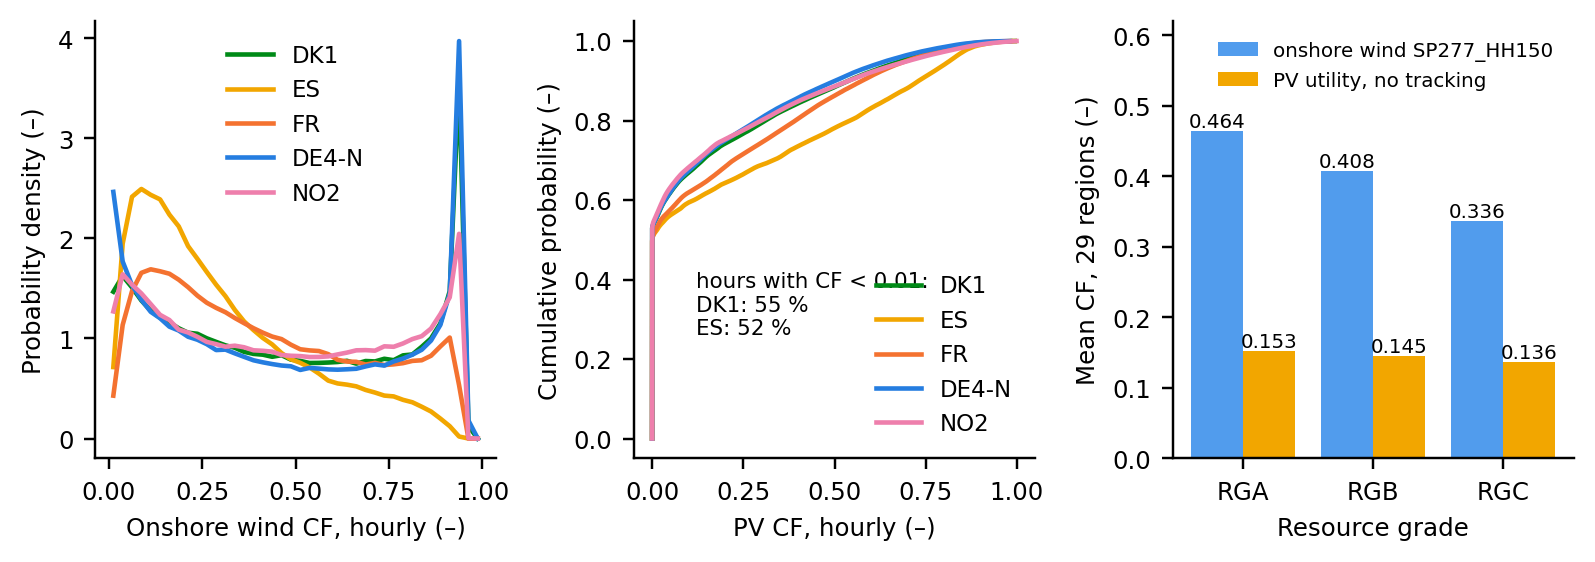 4
3
2
1
0
Probability density (–)
DK1
ES
FR
DE4-N
NO2
0.00 0.25 0.50 0.75 1.00
Onshore wind CF, hourly (–)
1.0
0.8
0.6
0.4
0.2
0.0
Cumulative probability (–)
hours with CF < 0.01:
DK1: 55 %
ES: 52 %
DK1
ES
FR
DE4-N
NO2
0.00 0.25 0.50 0.75 1.00
PV CF, hourly (–)
0.6
0.5
0.4
0.3
0.2
0.1
0.0
Mean CF, 29 regions (–)
onshore wind SP277_HH150
PV utility, no tracking
0.464
0.408
0.336
0.153
0.145
0.136
RGA RGB RGC
Resource grade